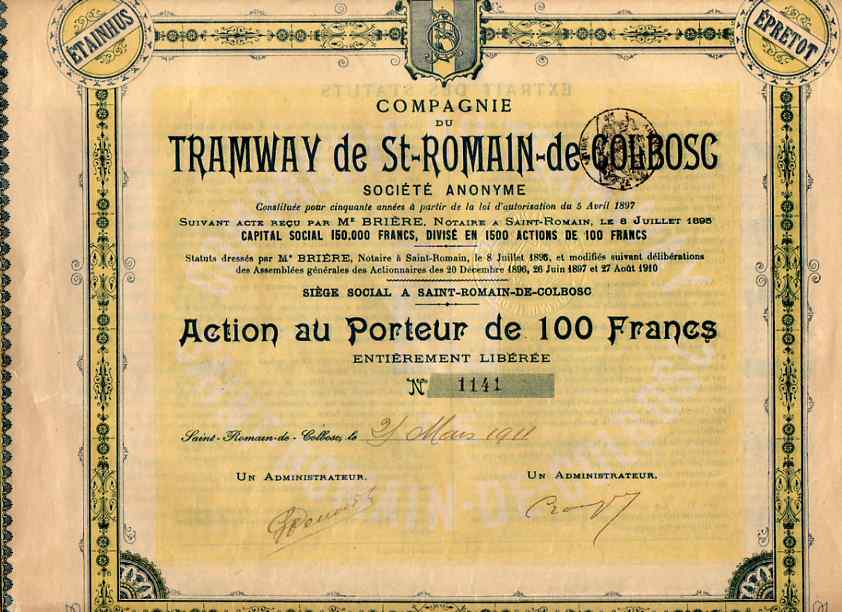 ÉTAINHUS
ÉPRETOT
COMPAGNIE
DU
TRAMWAY de St-ROMAIN-de-COLBOSC
SOCIÉTÉ ANONYME
Constituée pour cinquante années à partir de la loi d'autorisation du 5 Avril 1897
SUIVANT ACTE REÇU PAR Me BRIÈRE, NOTAIRE A SAINT-ROMAIN, LE 8 JUILLET 1895
CAPITAL SOCIAL 150.000 FRANCS, DIVISÉ EN 1500 ACTIONS DE 100 FRANCS
Statuts dressés par Me BRIÈRE, Notaire à Saint-Romain, le 8 Juillet 1895, et modifiés suivant délibérations
des Assemblées générales des Actionnaires des 20 Décembre 1896, 26 Juin 1897 et 27 Août 1910
SIÈGE SOCIAL A SAINT-ROMAIN-DE-COLBOSC
Action au Porteur de 100 Francs
ENTIÈREMENT LIBÉRÉE
No 1141
Saint-Romain-de-Colbosc, le Mars 1911
UN ADMINISTRATEUR.
UN ADMINISTRATEUR.